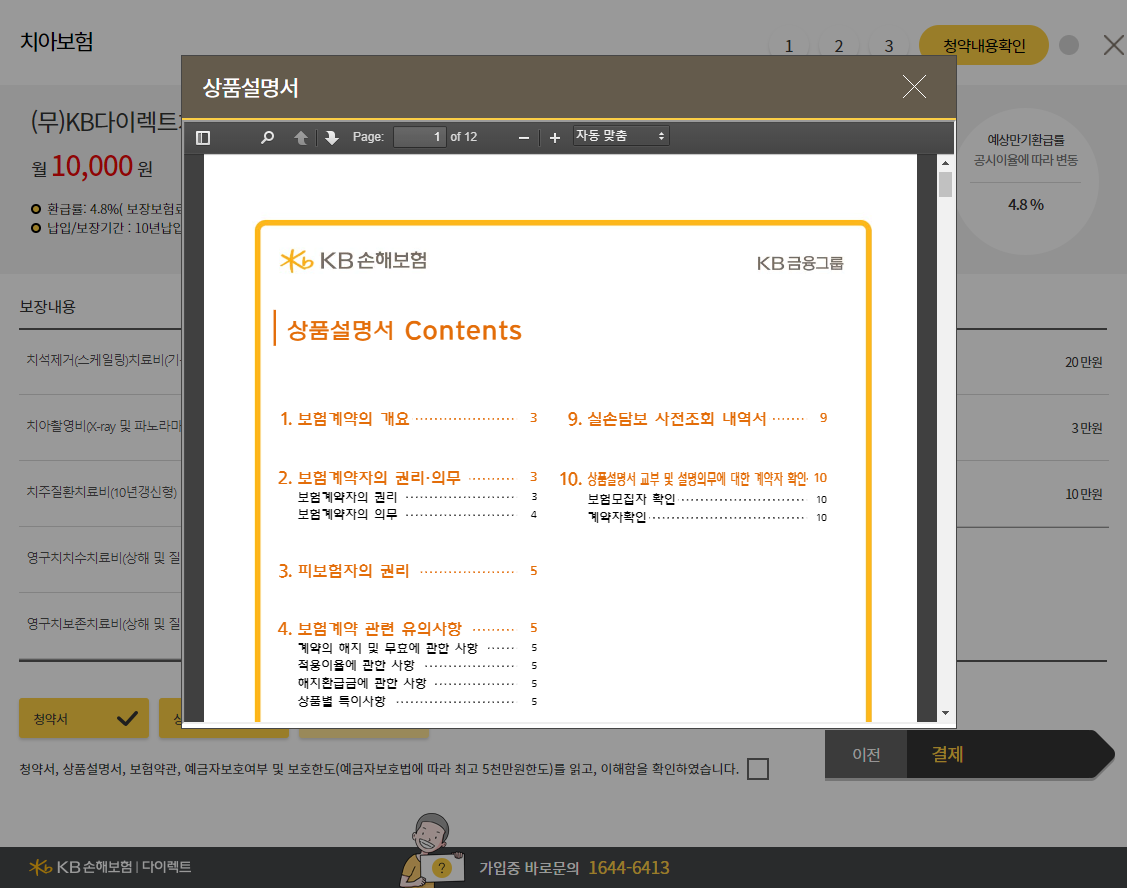 치아보험
1 2 3 청약내용확인
상품설명서
(무)KB다이렉트
월 10,000 원
환급률: 4.8%( 보장보험료
납입/보장기간 : 10년납입
예상만기환급률
공시이율에 따라 변동
4.8 %
Page: 1 of 12
자동 맞춤
KB손해보험
KB금융그룹
상품설명서 Contents
1. 보험계약의 개요 3
2. 보험계약자의 권리·의무 3
보험계약자의 권리 3
보험계약자의 의무 4
3. 피보험자의 권리 5
4. 보험계약 관련 유의사항 5
계약의 해지 및 무효에 관한 사항 5
적용이율에 관한 사항 5
해지환급금에 관한 사항 5
상품별 특이사항 5
9. 실손담보 사전조회 내역서 9
10. 상품설명서 교부 및 설명의무에 대한 계약자 확인 10
보험모집자 확인 10
계약자확인 10
보장내용
치석제거(스케일링)치료비(기
20 만원
치아촬영비(X-ray 및 파노라마
3 만원
치주질환치료비(10년갱신형)
10 만원
영구치치수치료비(상해 및 질
영구치보존치료비(상해 및 질
청약서
청약서, 상품설명서, 보험약관, 예금자보호여부 및 보호한도(예금자보호법에 따라 최고 5천만원한도)를 읽고, 이해함을 확인하였습니다.
이전 결제
KB손해보험 | 다이렉트
?
가입중 바로문의 1644-6413